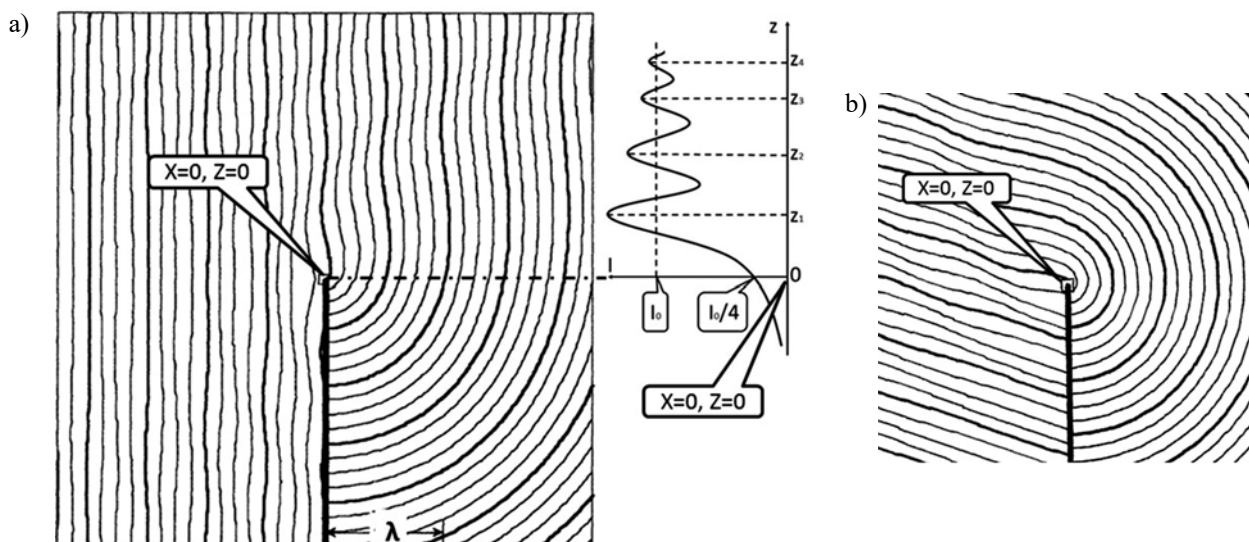 a)
X=0, Z=0
λ
Z
Z₄
Z₃
Z₂
Z₁
I
0
I₀
I₀/4
X=0, Z=0
b)
X=0, Z=0